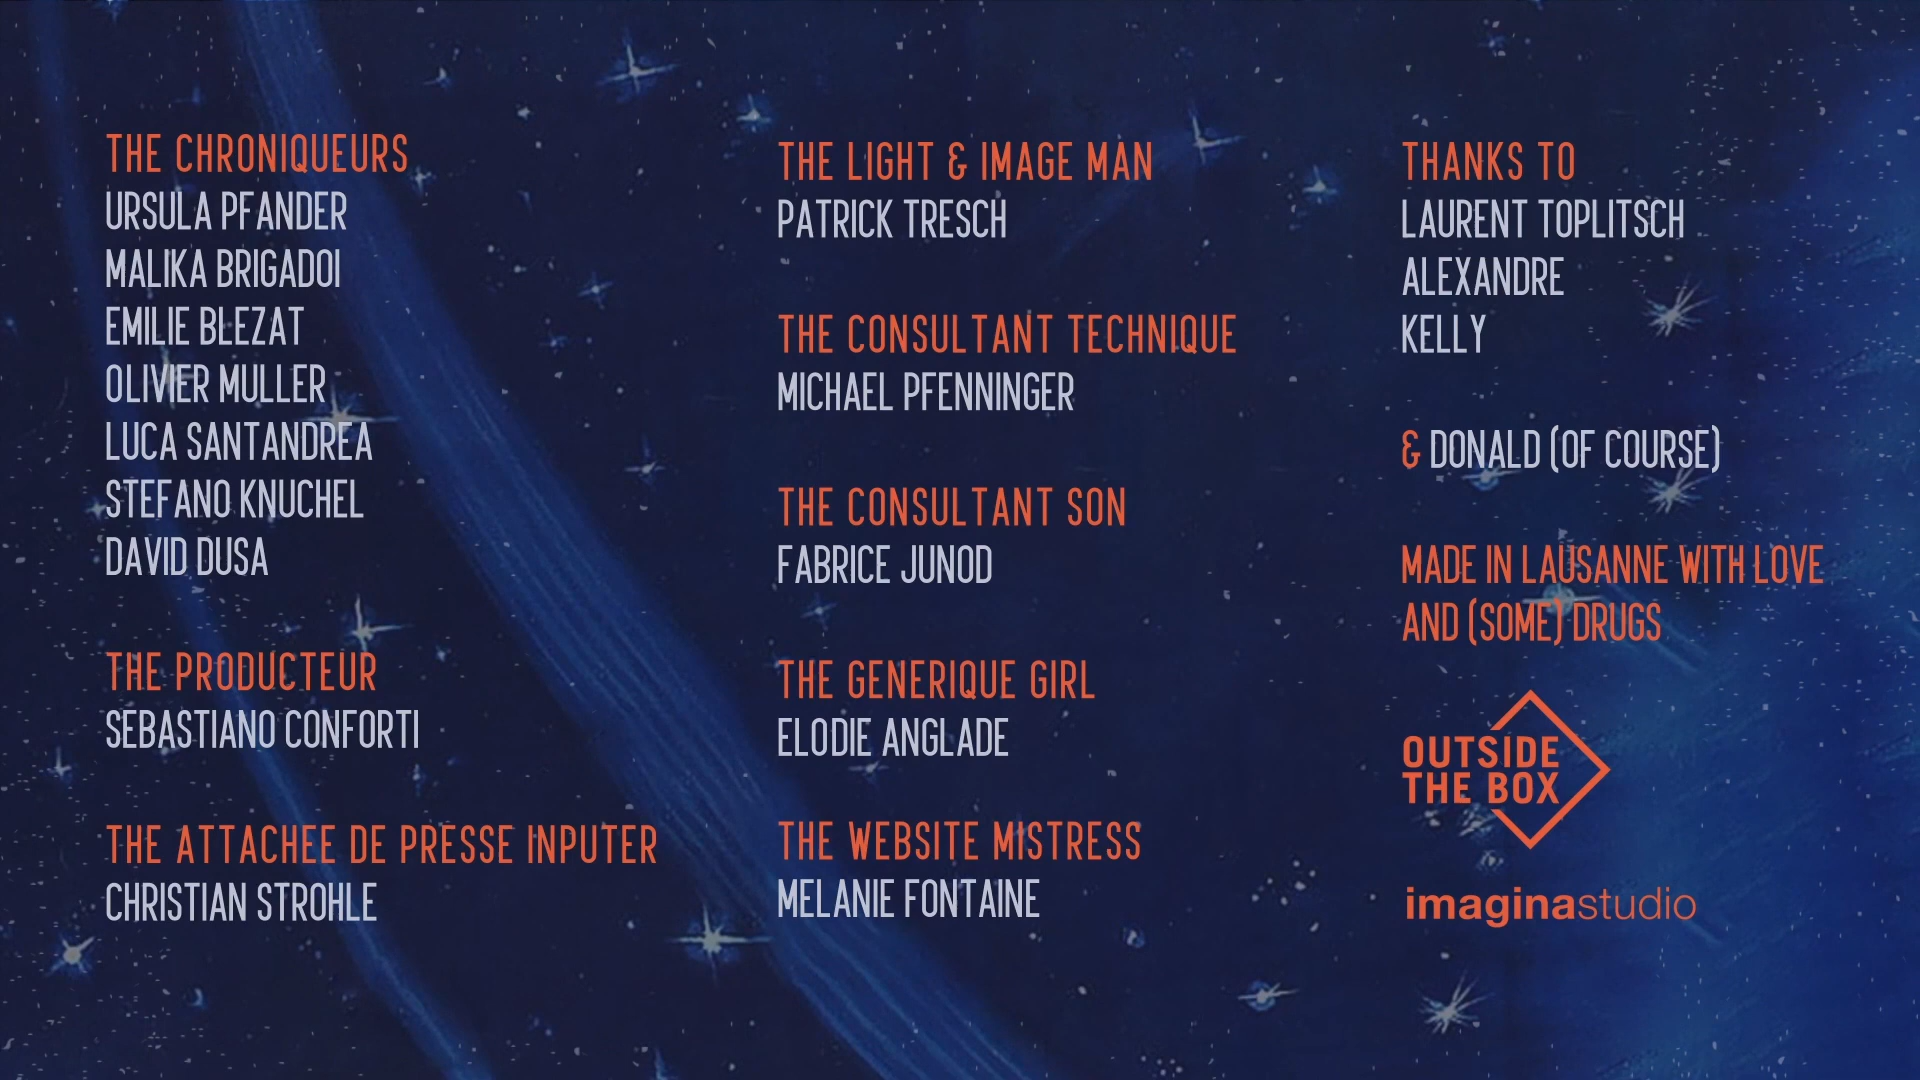 THE CHRONIQUEURS
URSULA PFANDER
MALIKA BRIGADOI
EMILIE BLEZAT
OLIVIER MULLER
LUCA SANTANDREA
STEFANO KNUCHEL
DAVID DUSA
THE PRODUCTEUR
SEBASTIANO CONFORTI
THE ATTACHEE DE PRESSE INPUTER
CHRISTIAN STROHLE
THE LIGHT & IMAGE MAN
PATRICK TRESCH
THE CONSULTANT TECHNIQUE
MICHAEL PFENNINGER
THE CONSULTANT SON
FABRICE JUNOD
THE GENERIQUE GIRL
ELODIE ANGLADE
THE WEBSITE MISTRESS
MELANIE FONTAINE
THANKS TO
LAURENT TOPLITSCH
ALEXANDRE
KELLY
& DONALD (OF COURSE)
MADE IN LAUSANNE WITH LOVE
AND (SOME) DRUGS
OUTSIDE
THE BOX
imaginastudio